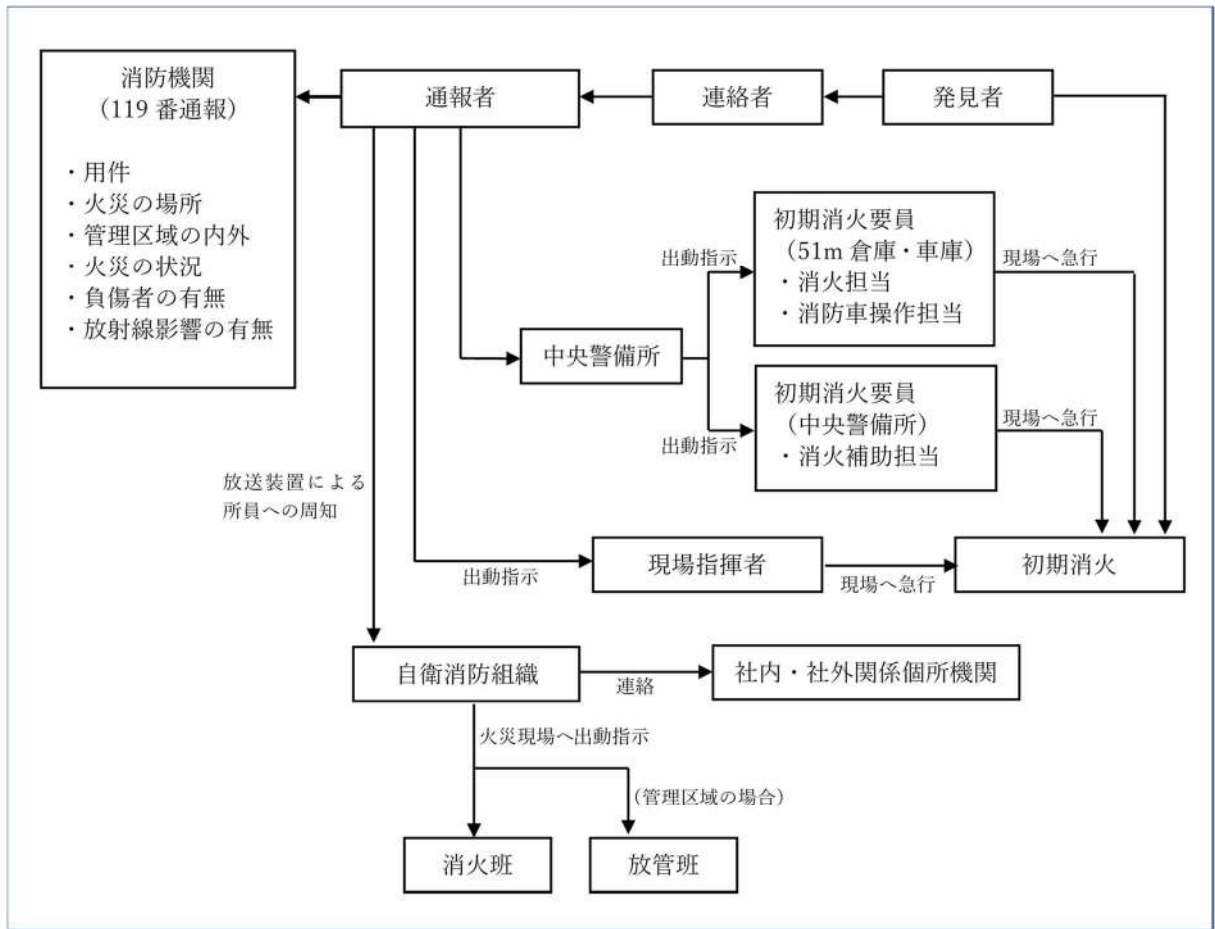 消防機関
（119 番通報）
・用件
・火災の場所
・管理区域の内外
・火災の状況
・負傷者の有無
・放射線影響の有無
通報者
連絡者
発見者
初期消火要員
（51m 倉庫・車庫）
・消火担当
・消防車操作担当
出動指示
現場へ急行
中央警備所
初期消火要員
（中央警備所）
・消火補助担当
出動指示
現場へ急行
放送装置による
所員への周知
現場指揮者
出動指示
現場へ急行
初期消火
自衛消防組織
連絡
社内・社外関係個所機関
火災現場へ出動指示
（管理区域の場合）
消火班
放管班